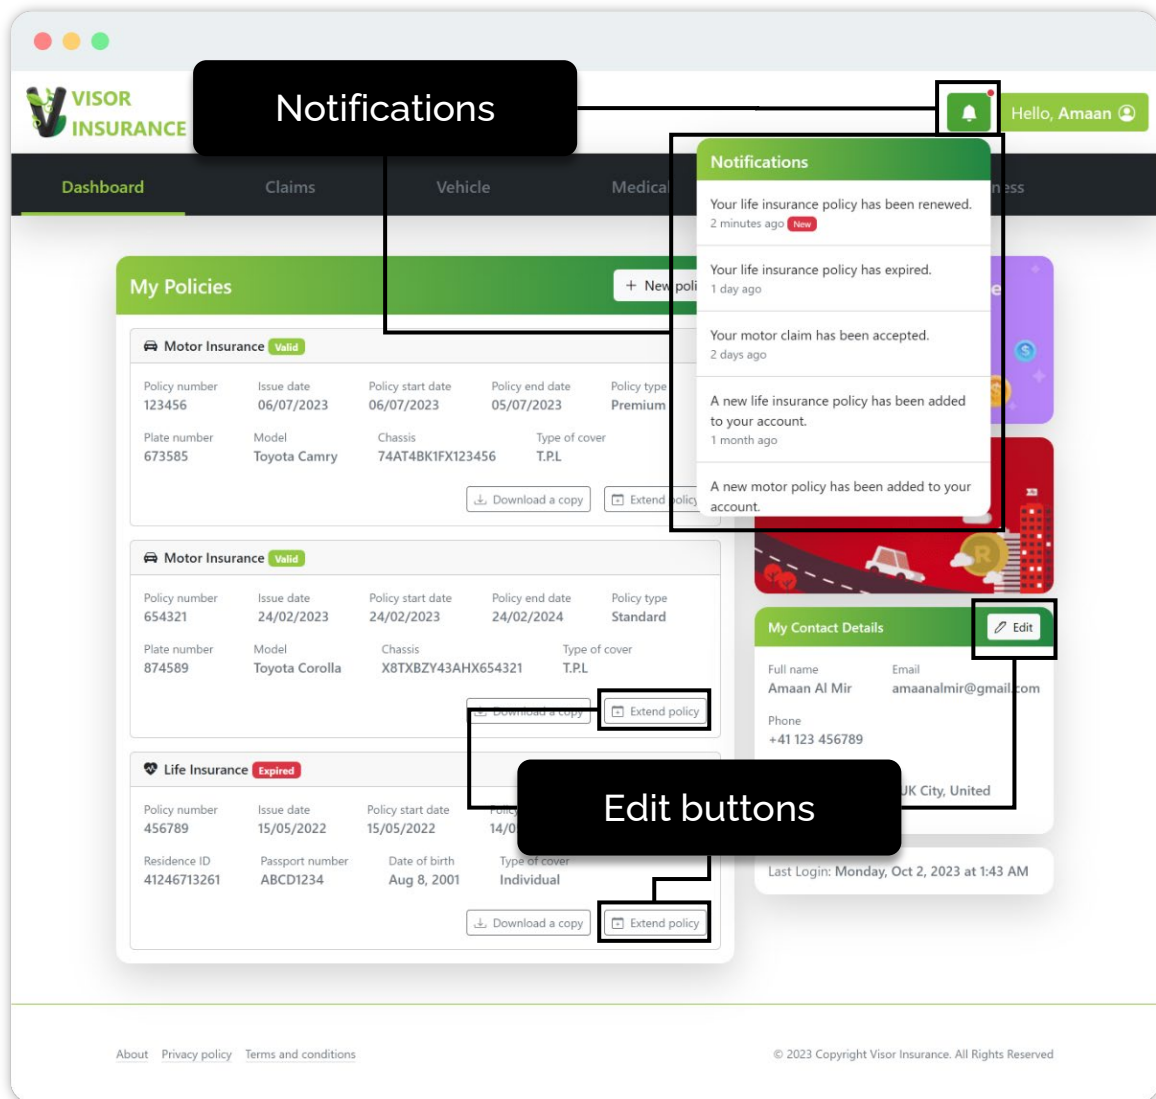 VISOR
INSURANCE
Notifications
Hello, Amaan
Dashboard
Claims
Vehicle
Medical
Notifications
Your life insurance policy has been renewed.
2 minutes ago New
Your life insurance policy has expired.
1 day ago
Your motor claim has been accepted.
2 days ago
A new life insurance policy has been added
to your account.
1 month ago
A new motor policy has been added to your
account.
My Policies
+ New poli
Motor Insurance Valid
Policy number Issue date Policy start date Policy end date Policy type
123456 06/07/2023 06/07/2023 05/07/2023 Premium
Plate number Model Chassis Type of cover
673585 Toyota Camry 74AT4BK1FX123456 T.P.L
Download a copy Extend policy
Motor Insurance Valid
Policy number Issue date Policy start date Policy end date Policy type
654321 24/02/2023 24/02/2023 24/02/2024 Standard
Plate number Model Chassis Type of cover
874589 Toyota Corolla X8TXBZY43AHX654321 T.P.L
Download a copy Extend policy
Life Insurance Expired
Policy number Issue date Policy start date
456789 15/05/2022 15/05/2022 14/0
Residence ID Passport number Date of birth Type of cover
41246713261 ABCD1234 Aug 8, 2001 Individual
Download a copy Extend policy
R
My Contact Details
Edit
Full name Email
Amaan Al Mir amaanalmir@gmail.com
Phone
+41 123 456789
UK City, United
Edit buttons
Last Login: Monday, Oct 2, 2023 at 1:43 AM
About Privacy policy Terms and conditions
© 2023 Copyright Visor Insurance. All Rights Reserved